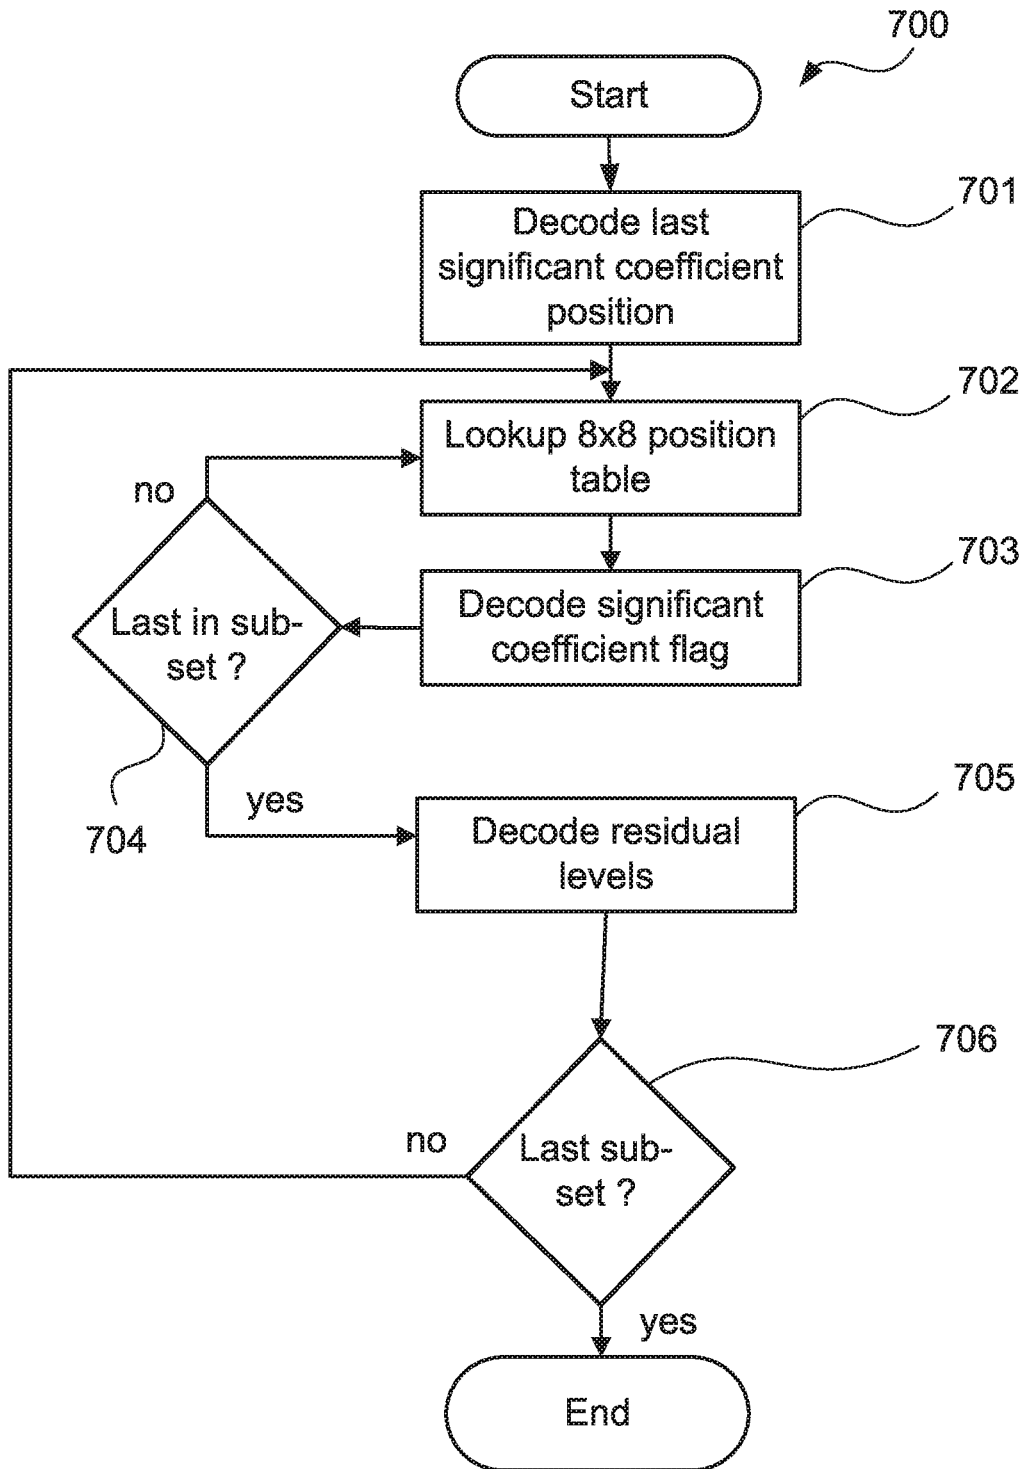 700
Start
701
Decode last
significant coefficient
position
702
Lookup 8x8 position
table
no
703
Decode significant
coefficient flag
Last in sub-
set ?
704
yes
705
Decode residual
levels
706
no
Last sub-
set ?
yes
End